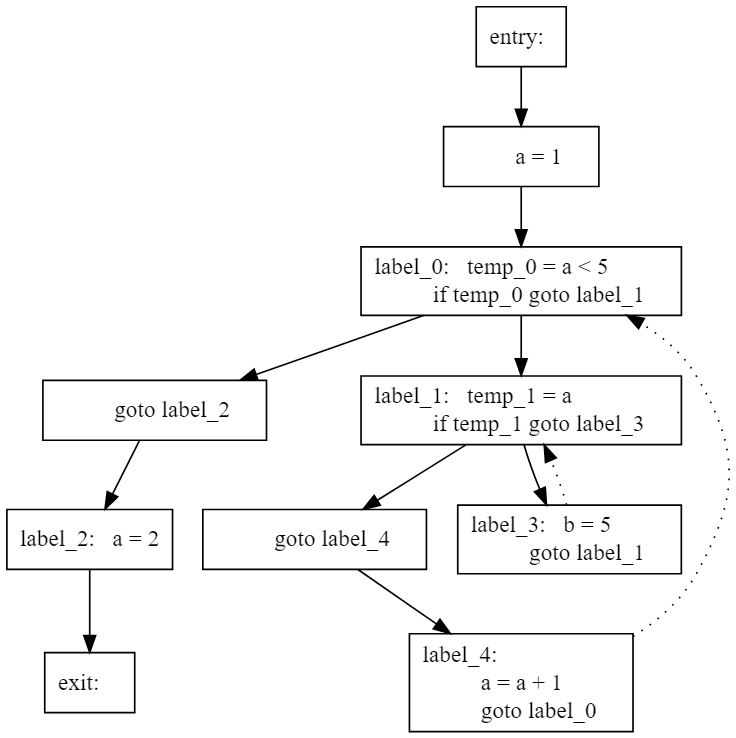 entry:
a = 1
label_0: temp_0 = a < 5
if temp_0 goto label_1
goto label_2
label_1: temp_1 = a
if temp_1 goto label_3
label_2: a = 2
goto label_4
label_3: b = 5
goto label_1
exit:
label_4:
a = a + 1
goto label_0